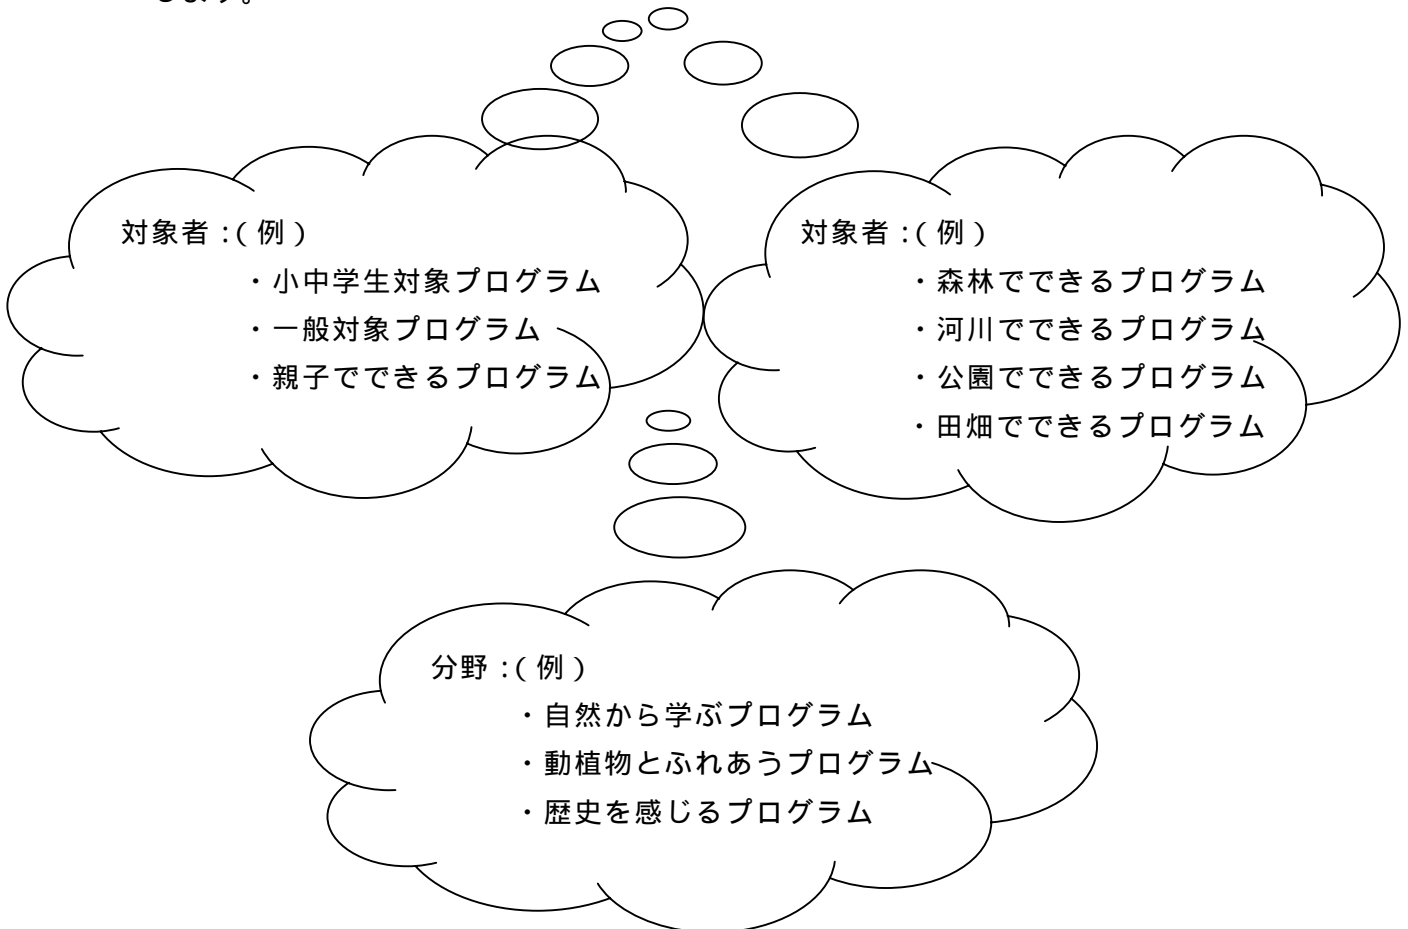 します。
対象者：（例）
・小中学生対象プログラム
・一般対象プログラム
・親子でできるプログラム
対象者：（例）
・森林でできるプログラム
・河川でできるプログラム
・公園でできるプログラム
・田畑でできるプログラム
分野：（例）
・自然から学ぶプログラム
・動植物とふれあうプログラム
・歴史を感じるプログラム